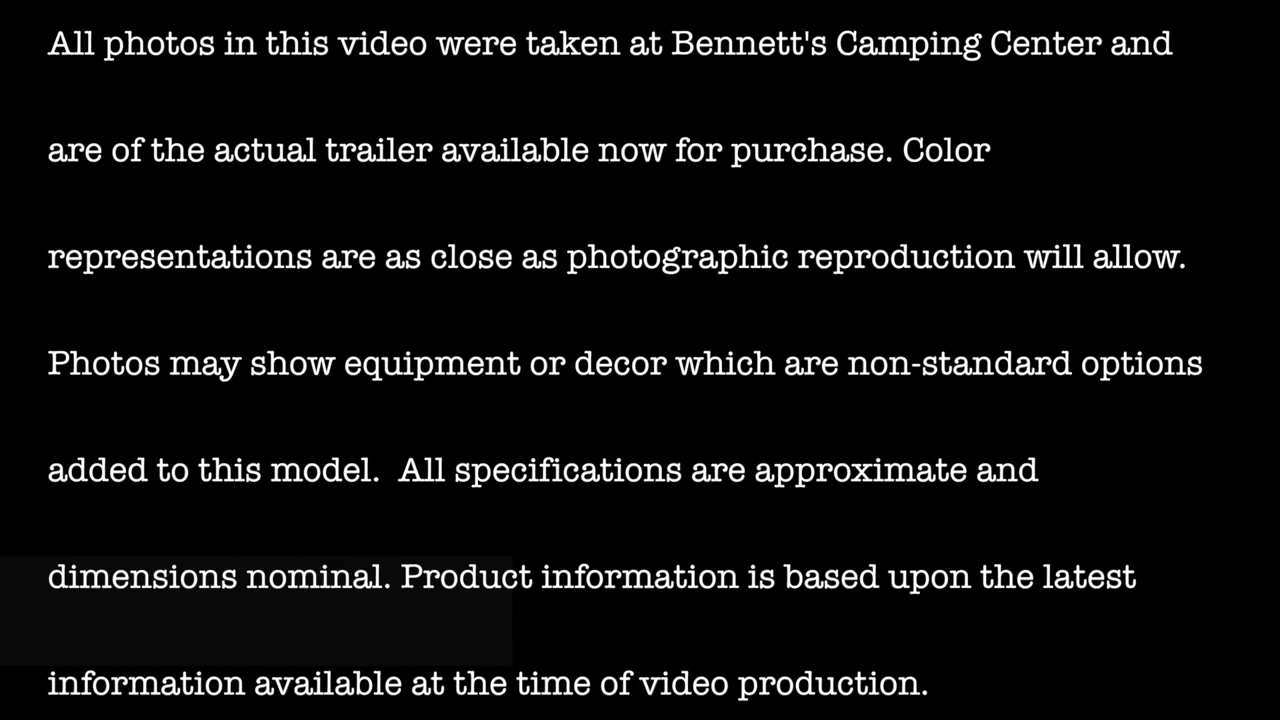 All photos in this video were taken at Bennett's Camping Center and
are of the actual trailer available now for purchase. Color
representations are as close as photographic reproduction will allow.
Photos may show equipment or decor which are non-standard options
added to this model.  All specifications are approximate and
dimensions nominal. Product information is based upon the latest
information available at the time of video production.